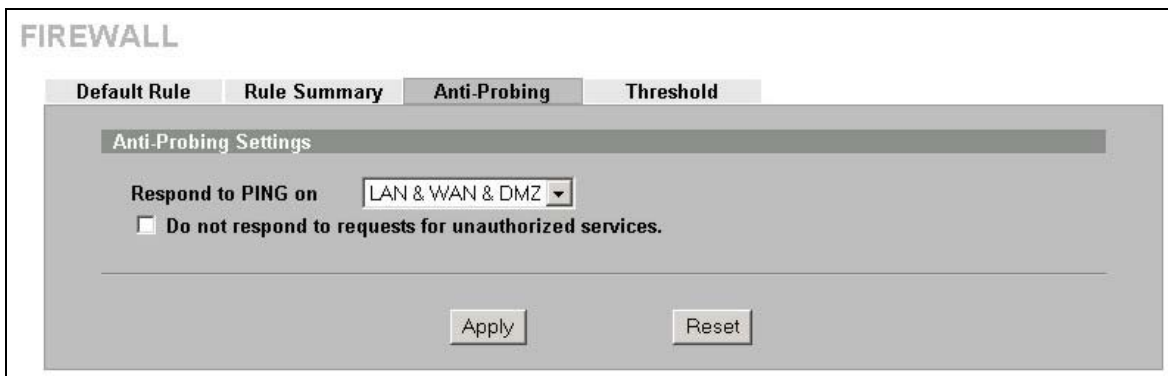 FIREWALL
Default Rule Rule Summary Anti-Probing Threshold
Anti-Probing Settings
Respond to PING on LAN & WAN & DMZ
Do not respond to requests for unauthorized services.
Apply Reset